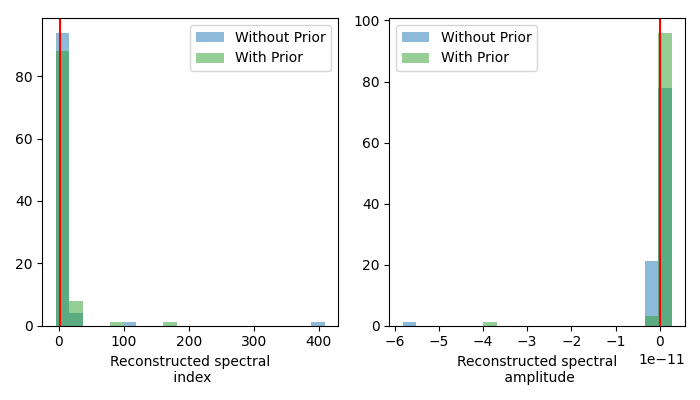 Without Prior
With Prior
80
60
40
20
0
0 100 200 300 400
Reconstructed spectral
index
Without Prior
With Prior
100
80
60
40
20
0
−6 −5 −4 −3 −2 −1 0
1e−11
Reconstructed spectral
amplitude